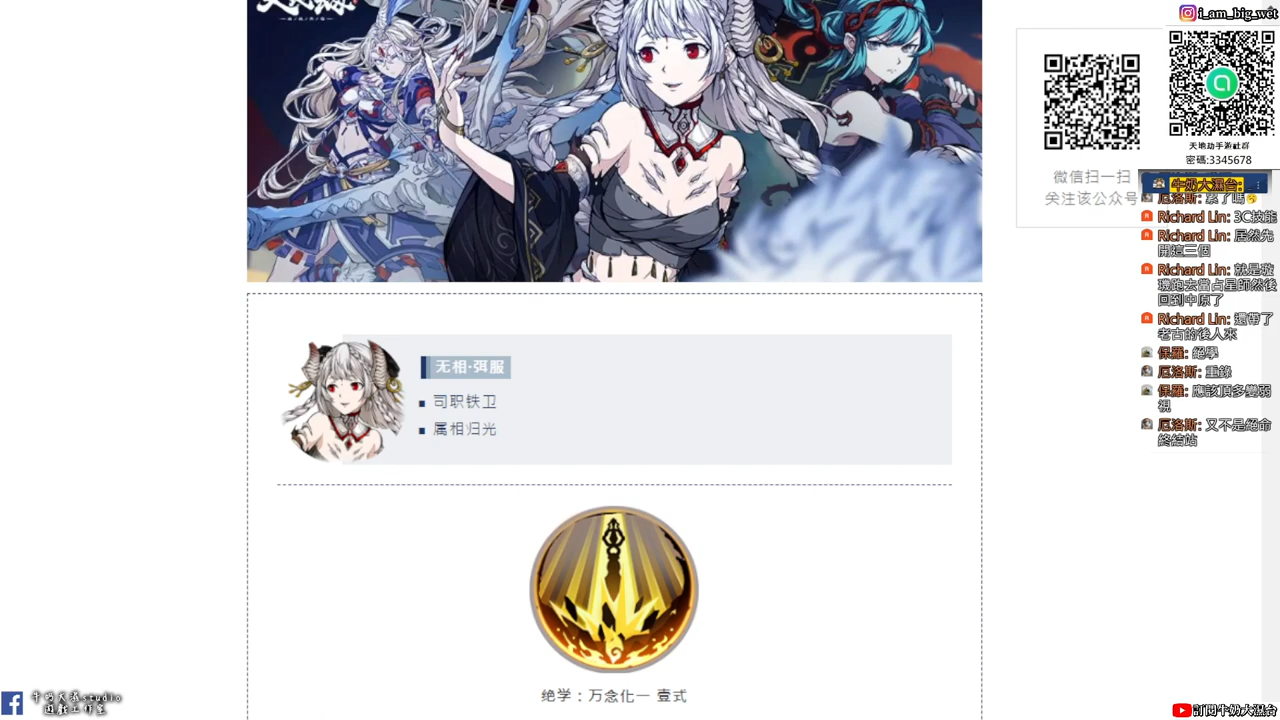 i_am_big_wet
天地劫手游社群
密碼:3345678
微信扫一扫
关注该公众号
牛奶大濕台:
厄洛斯: 累了嗎
Richard Lin: 3C技能
Richard Lin: 居然先
開這三個
Richard Lin: 就是璇
璣跑去當占星師然後
回到中原了
Richard Lin: 還帶了
老古的後人來
保羅: 絕學
厄洛斯: 重錄
保羅: 應該頂多變弱
視
厄洛斯: 又不是絕命
終結站
无相·弭服
司职铁卫
属相归光
绝学：万念化一 壹式
牛奶大濕studio
遊戲工作室
訂閱牛奶大濕台